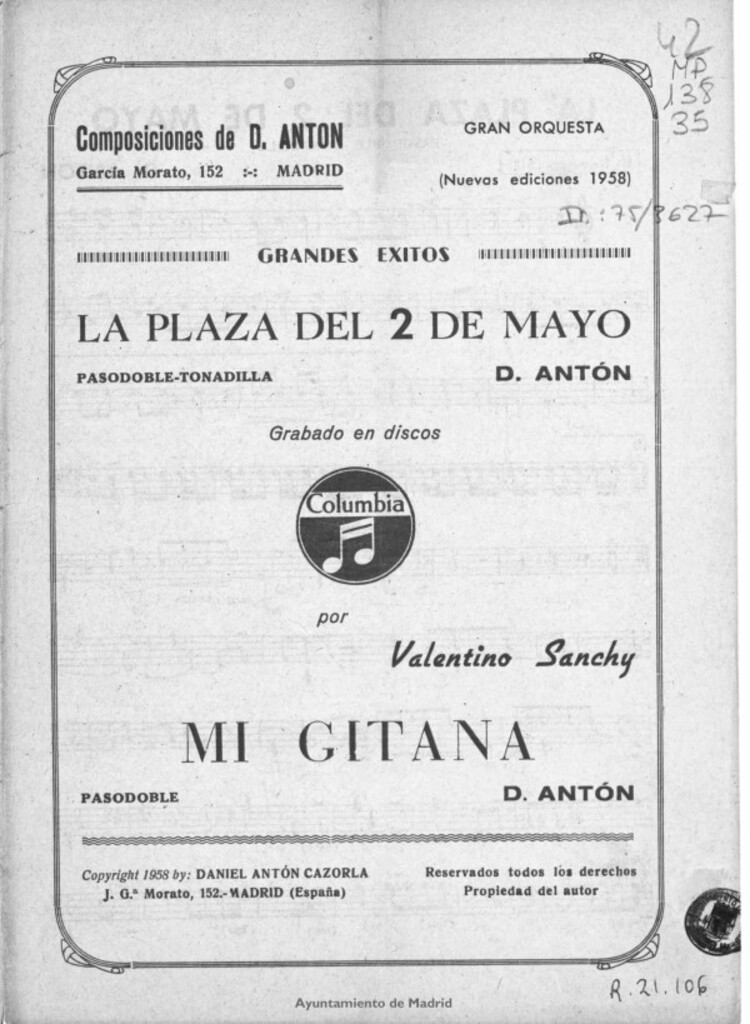 42
MP
138
35
Composiciones de D. ANTON
García Morato, 152 :-: MADRID
GRAN ORQUESTA
(Nuevas ediciones 1958)
D.: 75/3627
GRANDES EXITOS
LA PLAZA DEL 2 DE MAYO
PASODOBLE-TONADILLA
D. ANTÓN
Grabado en discos
Columbia
por
Valentino Sanchy
MI GITANA
PASODOBLE
D. ANTÓN
Copyright 1958 by: DANIEL ANTÓN CAZORLA
J. G.ª Morato, 152.-MADRID (España)
Reservados todos los derechos
Propiedad del autor
R.21.106
Ayuntamiento de Madrid